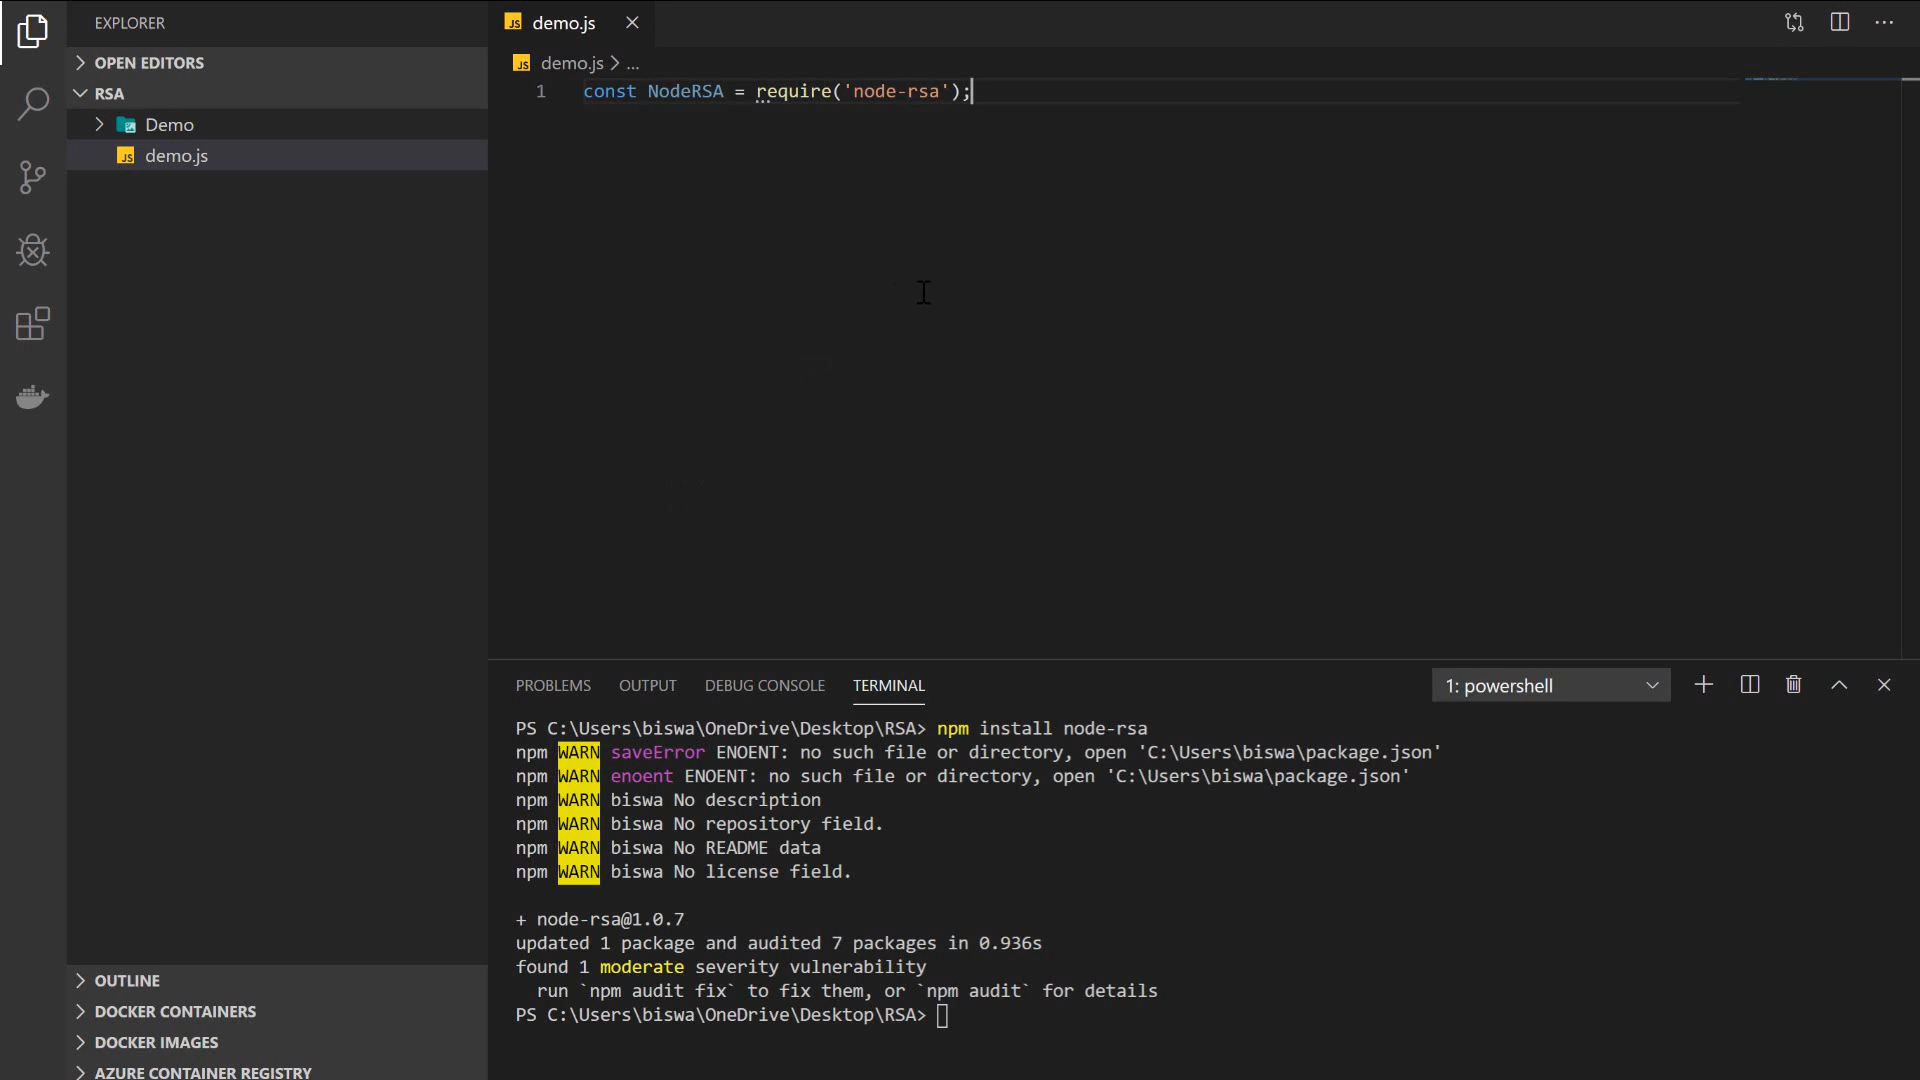 EXPLORER
OPEN EDITORS
RSA
Demo
JS demo.js
OUTLINE
DOCKER CONTAINERS
DOCKER IMAGES
AZURE CONTAINER REGISTRY
JS demo.js
JS demo.js > ...
1 const NodeRSA = require('node-rsa');
PROBLEMS OUTPUT DEBUG CONSOLE TERMINAL 1: powershell
PS C:\Users\biswa\OneDrive\Desktop\RSA> npm install node-rsa
npm WARN saveError ENOENT: no such file or directory, open 'C:\Users\biswa\package.json'
npm WARN enoent ENOENT: no such file or directory, open 'C:\Users\biswa\package.json'
npm WARN biswa No description
npm WARN biswa No repository field.
npm WARN biswa No README data
npm WARN biswa No license field.
+ node-rsa@1.0.7
updated 1 package and audited 7 packages in 0.936s
found 1 moderate severity vulnerability
run `npm audit fix` to fix them, or `npm audit` for details
PS C:\Users\biswa\OneDrive\Desktop\RSA>